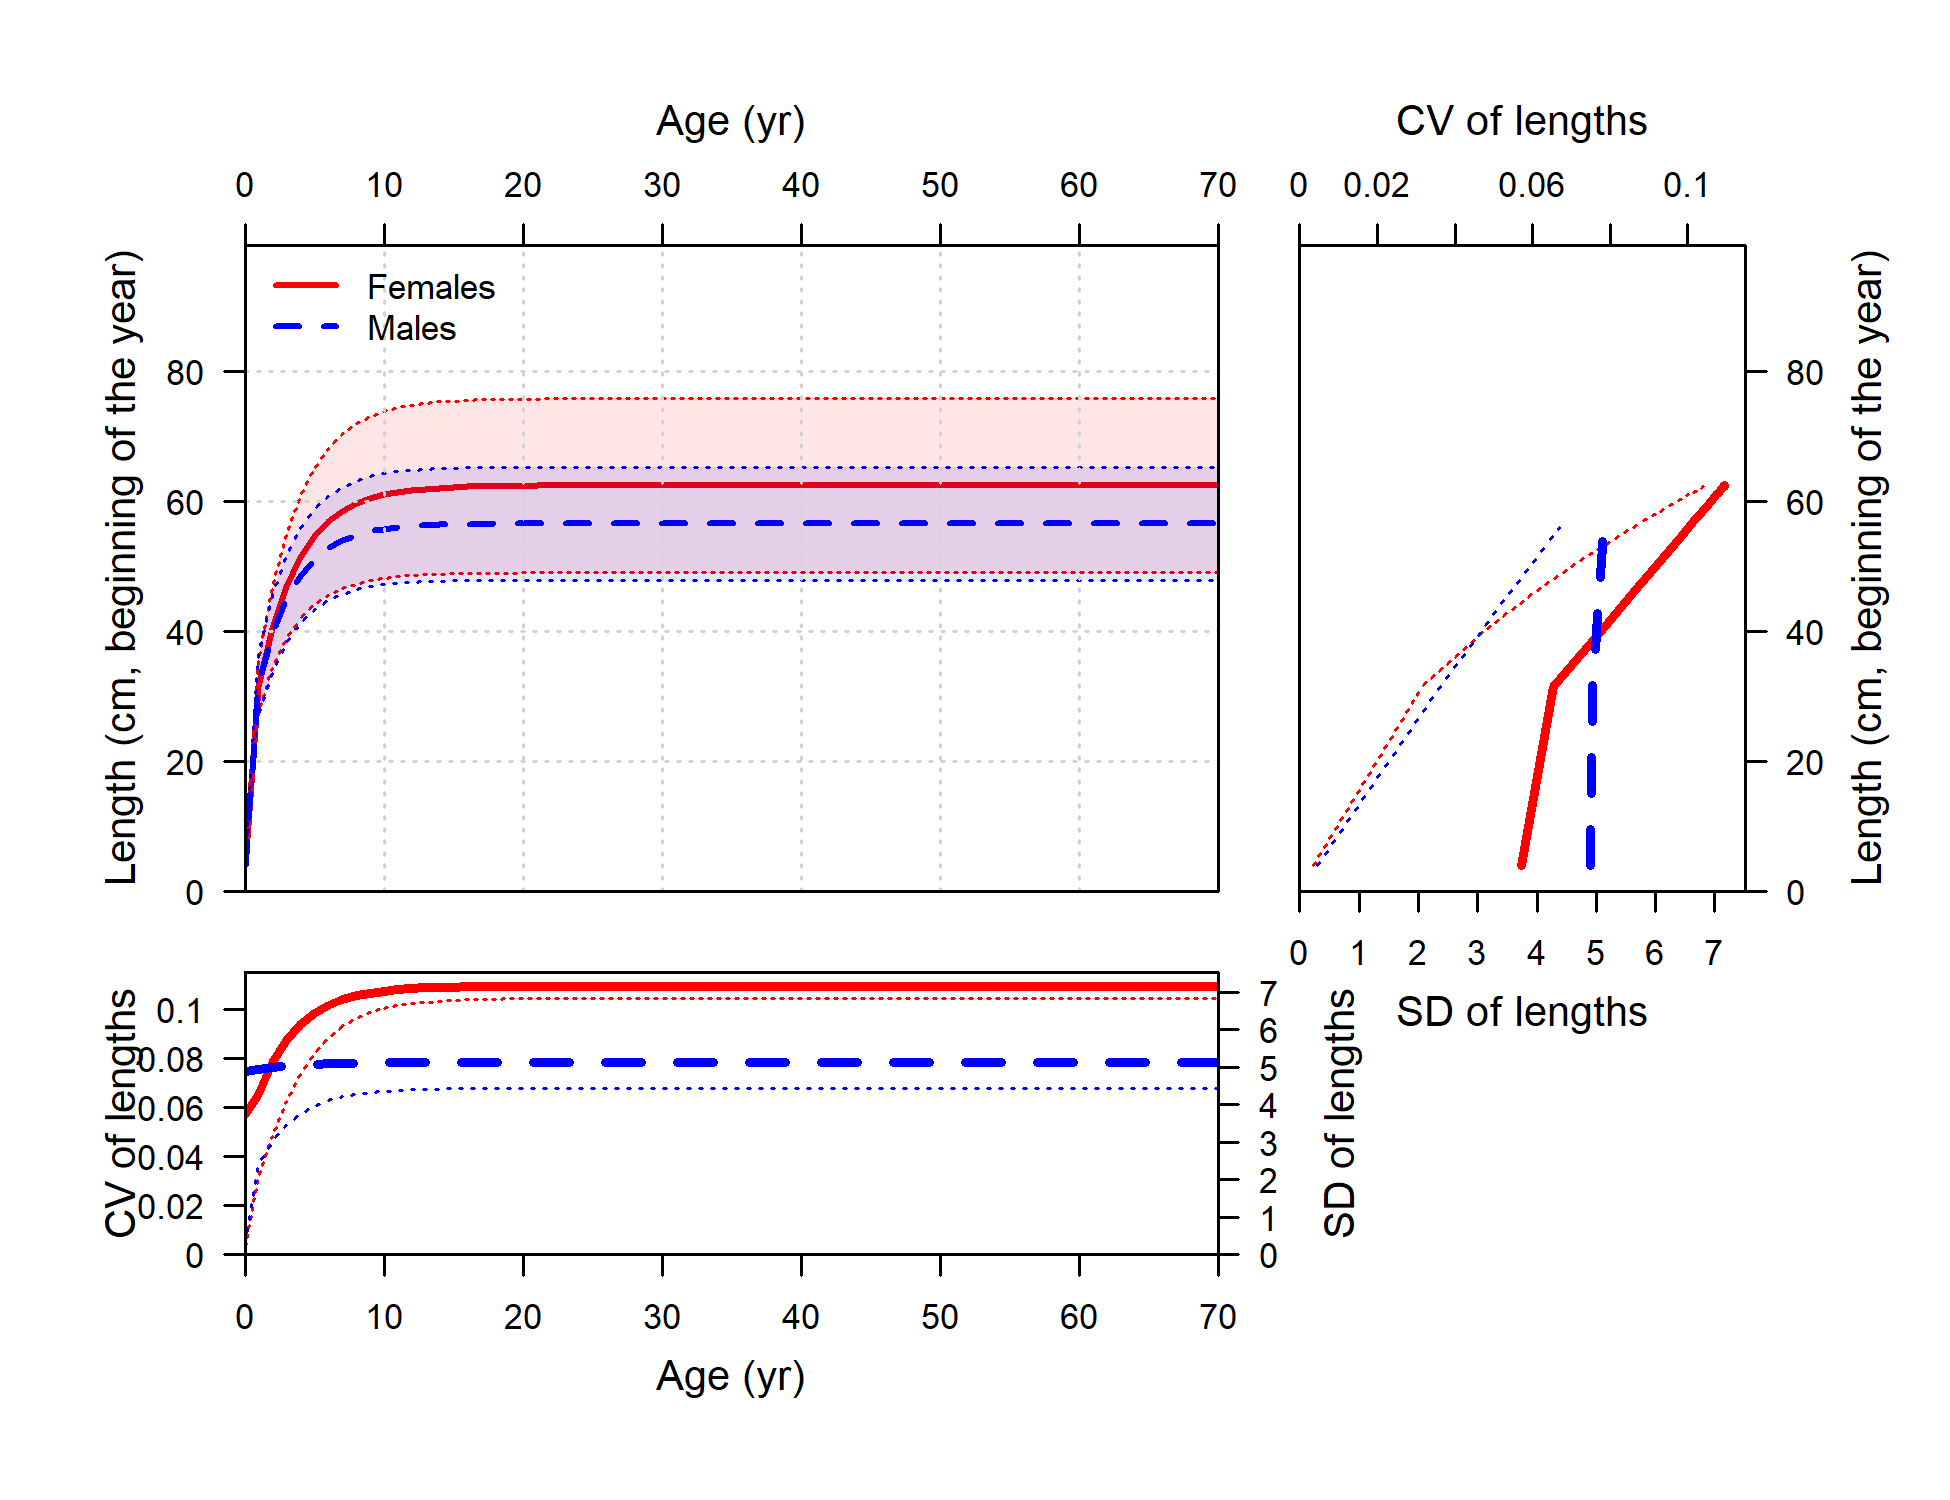 Age (yr)
CV of lengths
0 10 20 30 40 50 60 70
0 0.02 0.06 0.1
Females
Males
Length (cm, beginning of the year)
80
60
40
20
0
Length (cm, beginning of the year)
80
60
40
20
0
0 1 2 3 4 5 6 7
SD of lengths
CV of lengths
0.1
0.08
0.06
0.04
0.02
0
7
6
5
4
3
2
1
0
SD of lengths
0 10 20 30 40 50 60 70
Age (yr)